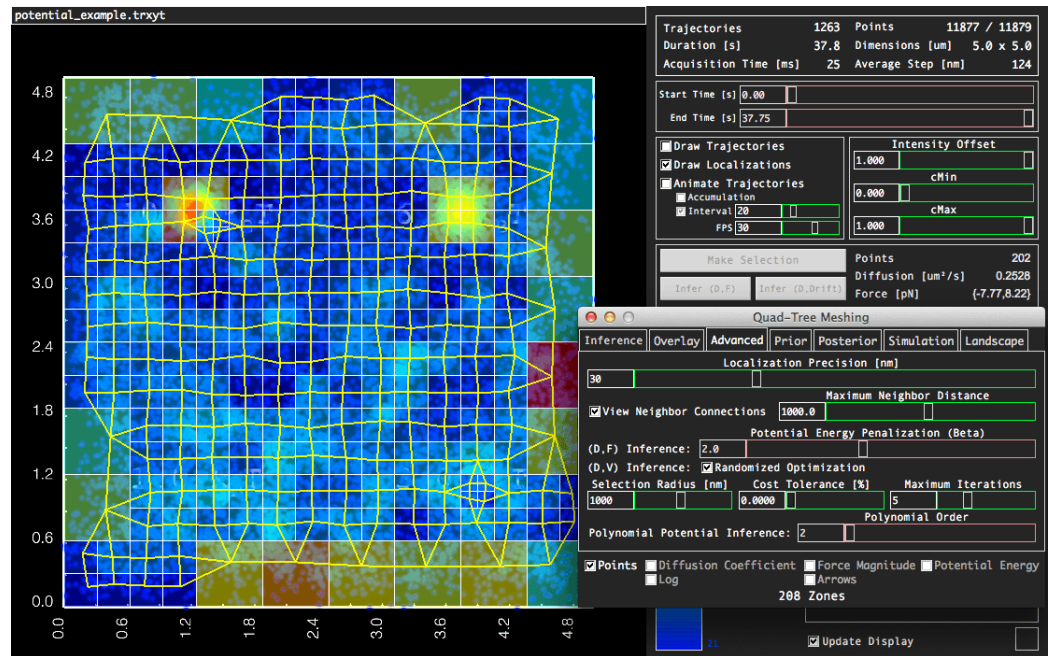 potential_example.trxyt
4.8
4.2
3.6
3.0
2.4
1.8
1.2
0.6
0.0
0.0 0.6 1.2 1.8 2.4 3.0 3.6 4.2 4.8
Trajectories 1263 Points 11877 / 11879
Duration [s] 37.8 Dimensions [um] 5.0 x 5.0
Acquisition Time [ms] 25 Average Step [nm] 124
Start Time [s] 0.00
End Time [s] 37.75
Draw Trajectories
Draw Localizations
Animate Trajectories
Accumulation
Interval 20
FPS 30
Intensity Offset
1.000
cMin
0.000
cMax
1.000
Make Selection
Infer (D,F) Infer (D,Drift)
Points 202
Diffusion [um²/s] 0.2528
Force [pN] {-7.77,8.22}
Quad-Tree Meshing
Inference Overlay Advanced Prior Posterior Simulation Landscape
Localization Precision [nm]
30
Maximum Neighbor Distance
View Neighbor Connections 1000.0
Potential Energy Penalization (Beta)
(D,F) Inference: 2.0
(D,V) Inference: Randomized Optimization
Selection Radius [nm] Cost Tolerance [%] Maximum Iterations
1000 0.0000 5
Polynomial Order
Polynomial Potential Inference: 2
Points Diffusion Coefficient Force Magnitude Potential Energy
Log Arrows
208 Zones
21
Update Display